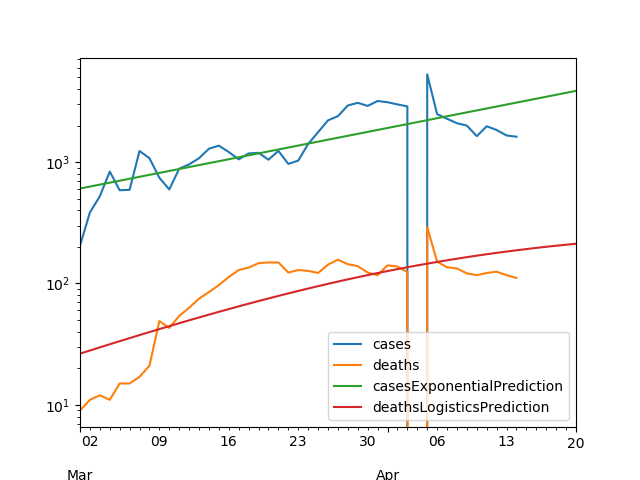 10³
10²
10¹
cases
deaths
casesExponentialPrediction
deathsLogisticsPrediction
02 09 16 23 30 06 13 20
Mar Apr